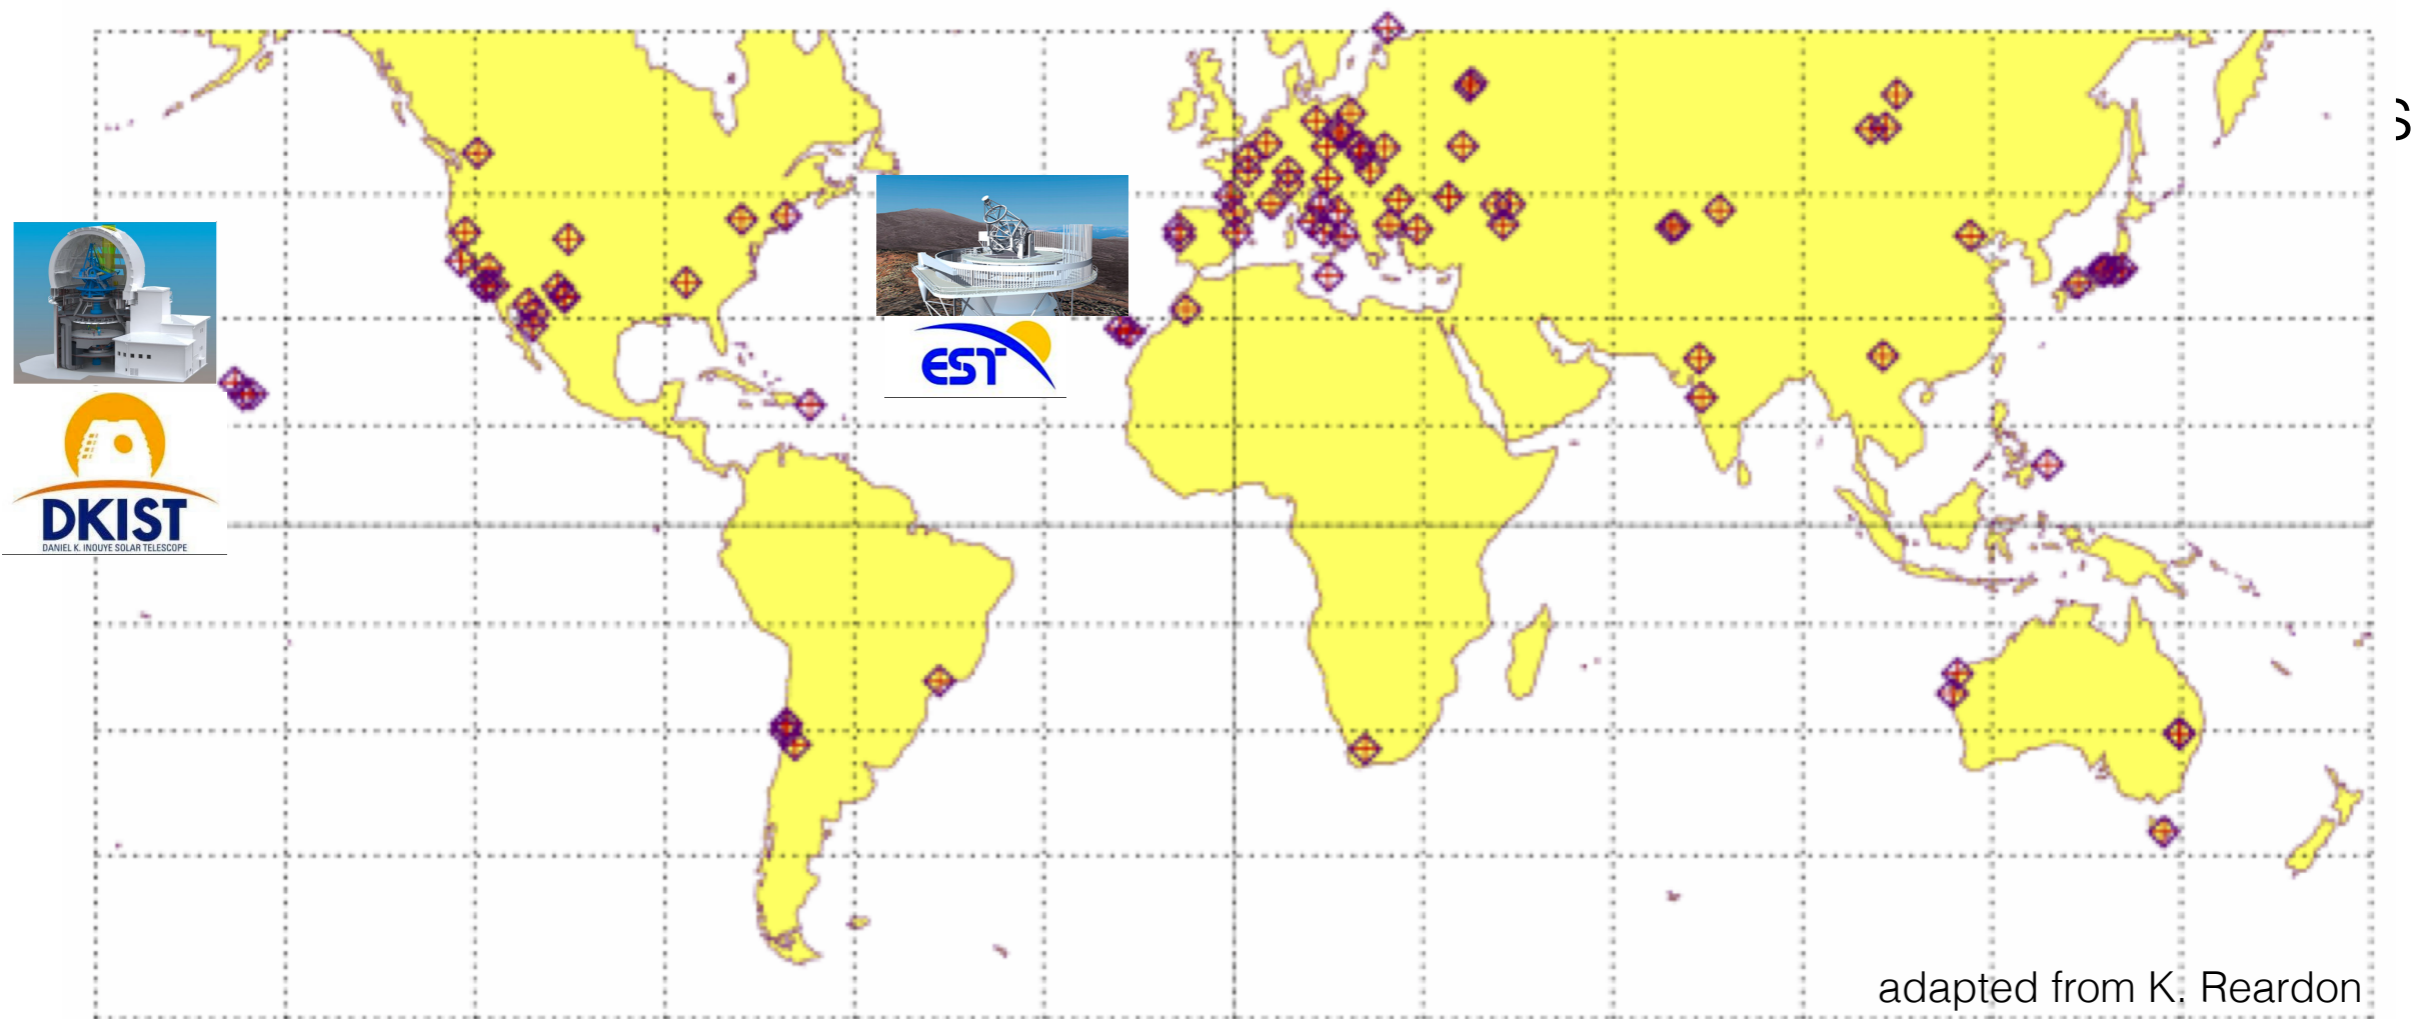 s
EST
DKIST
DANIEL K. INOUYE SOLAR TELESCOPE
adapted from K. Reardon